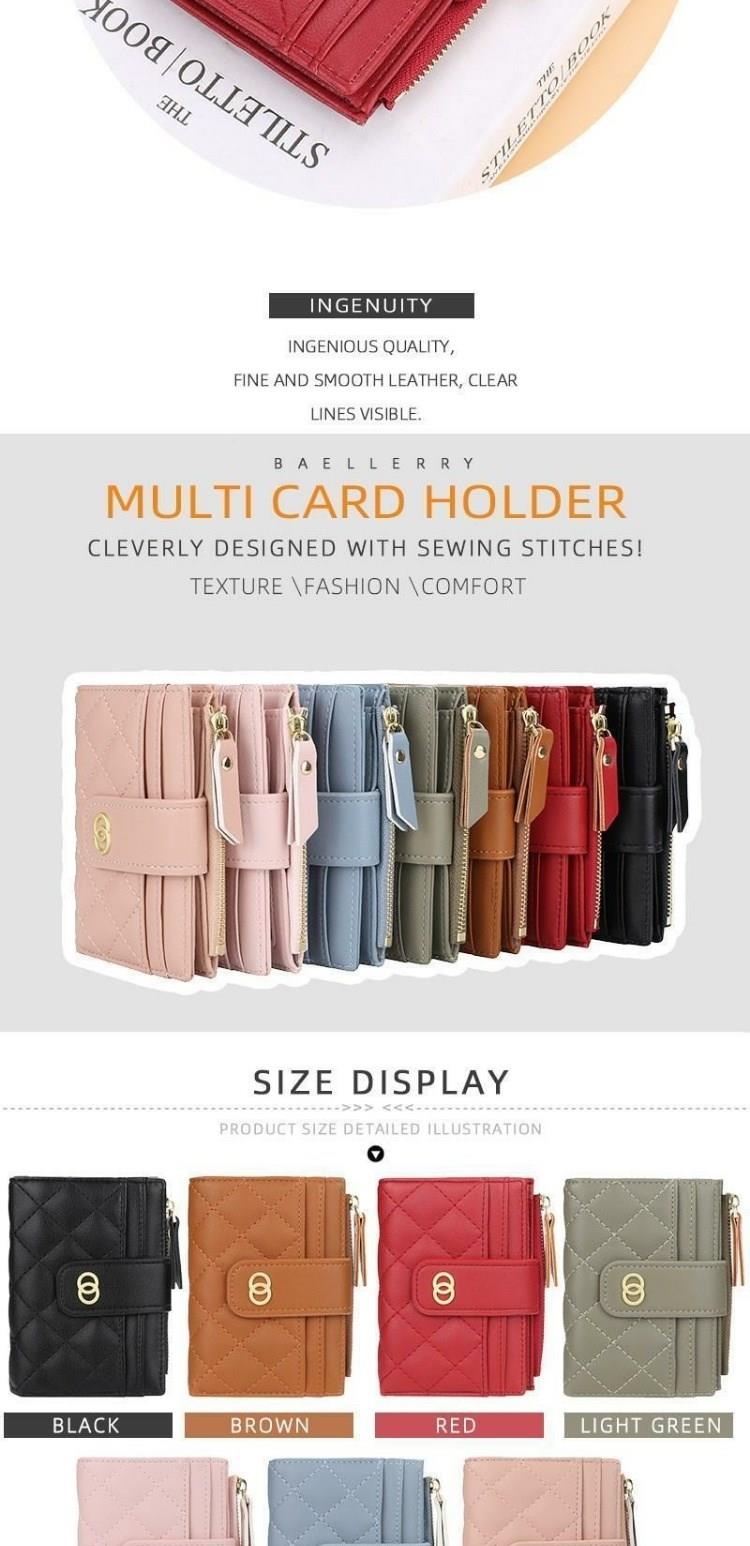 STILETTO|BOOK
THE
THE
STILETTO|BOOK
INGENUITY
INGENIOUS QUALITY,
FINE AND SMOOTH LEATHER, CLEAR
LINES VISIBLE.
BAELLERRY
MULTI CARD HOLDER
CLEVERLY DESIGNED WITH SEWING STITCHES!
TEXTURE \FASHION \COMFORT
SIZE DISPLAY
>>> <<<
PRODUCT SIZE DETAILED ILLUSTRATION
BLACK
BROWN
RED
LIGHT GREEN